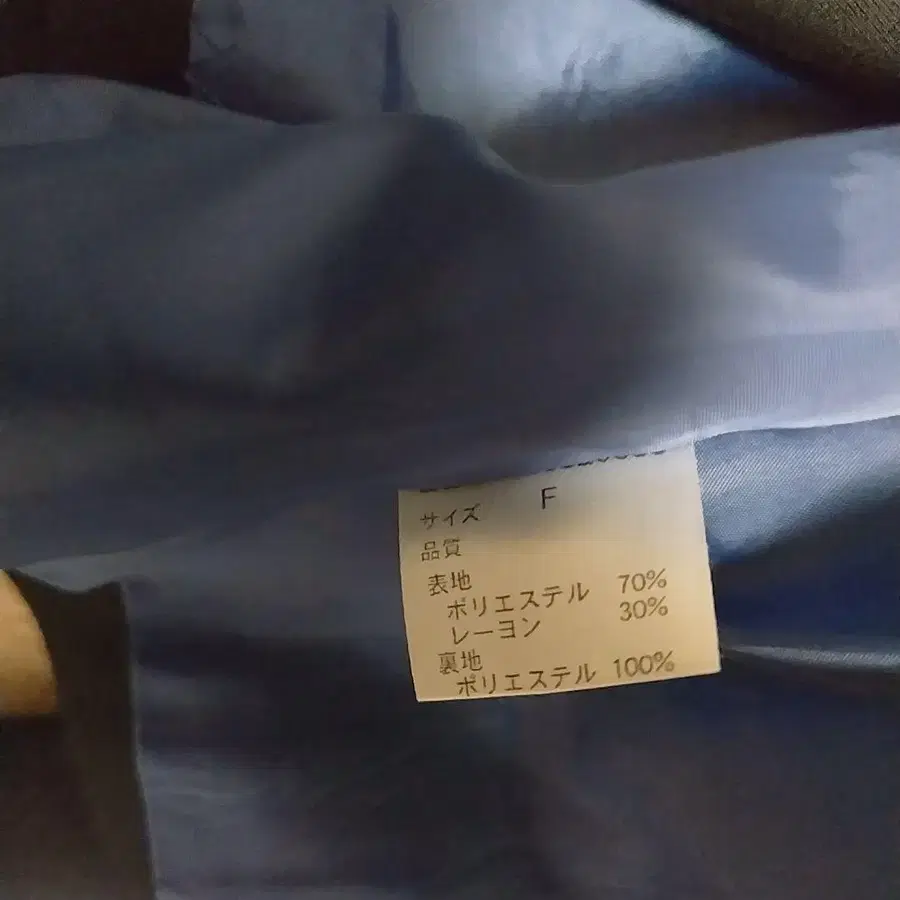 サイズ F
品質
表地
ポリエステル 70%
レーヨン 30%
裏地
ポリエステル 100%